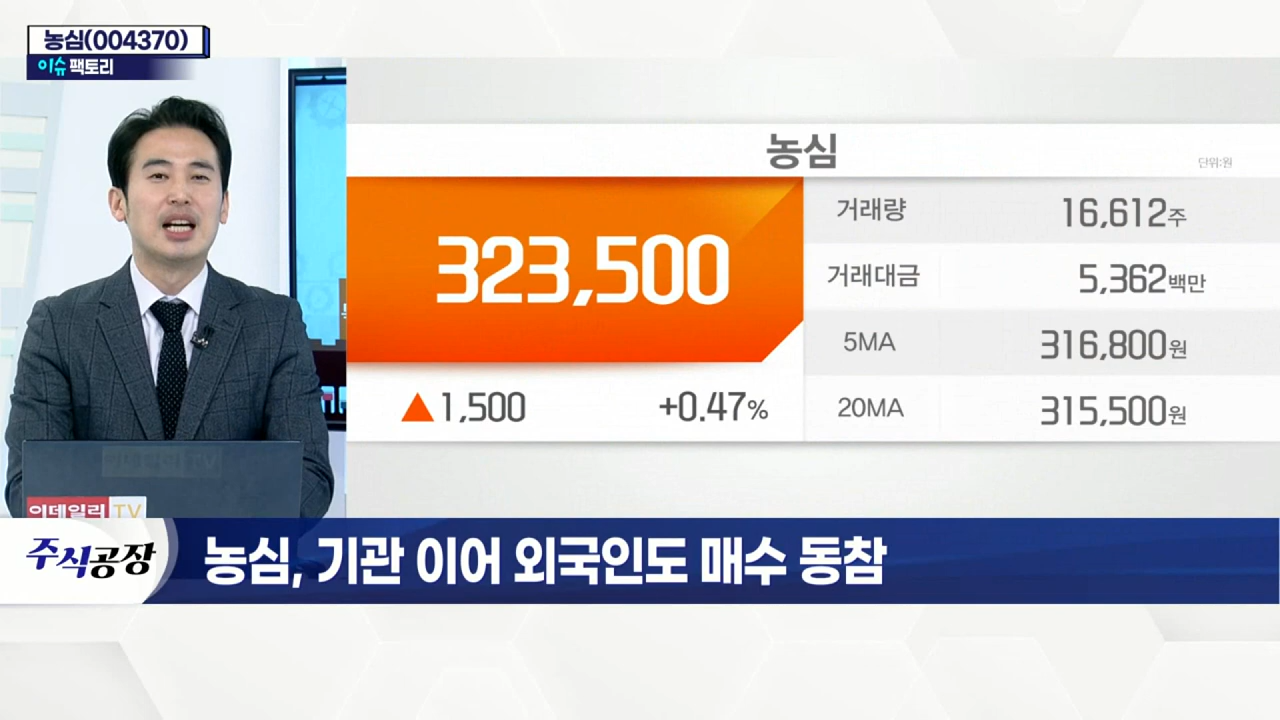 농심(004370)
이슈 팩토리
농심
단위:원
323,500
▲1,500 +0.47%
거래량 16,612주
거래대금 5,362백만
5MA 316,800원
20MA 315,500원
이데일리 TV
주식공장
농심, 기관 이어 외국인도 매수 동참